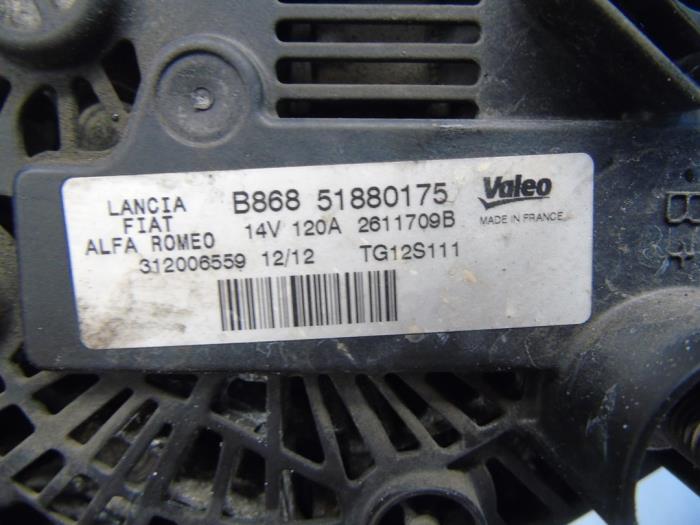 LANCIA B868 51880175 Valeo
FIAT 14V 120A 2611709B MADE IN FRANCE
ALFA ROMEO
312006559 12/12 TG12S111
B+